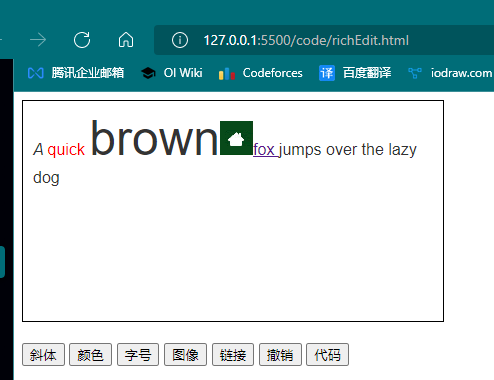 127.0.0.1:5500/code/richEdit.html
腾讯企业邮箱 OI Wiki Codeforces 译 百度翻译 iodraw.com
A quick brown fox jumps over the lazy
dog
斜体 颜色 字号 图像 链接 撤销 代码